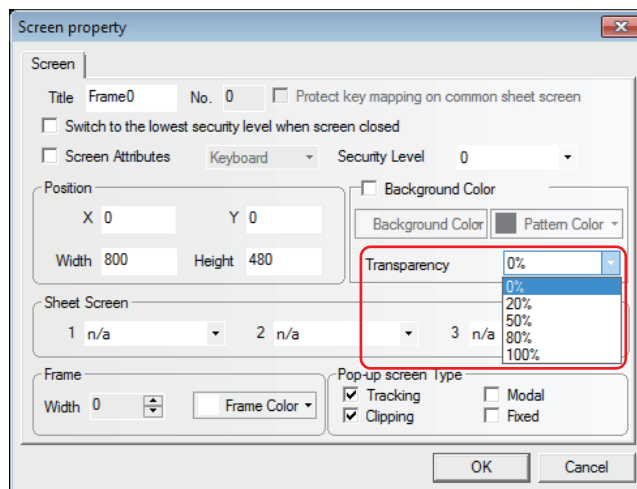 Screen property
Screen
Title Frame0 No. 0 Protect key mapping on common sheet screen
Switch to the lowest security level when screen closed
Screen Attributes Keyboard Security Level 0
Position
Background Color
X 0 Y 0
Background Color Pattern Color
Width 800 Height 480
Transparency 0%
0%
20%
50%
80%
100%
Sheet Screen
1 n/a 2 n/a 3 n/a
Frame
Width 0 Frame Color
Pop-up screen Type
Tracking Modal
Clipping Fixed
OK Cancel